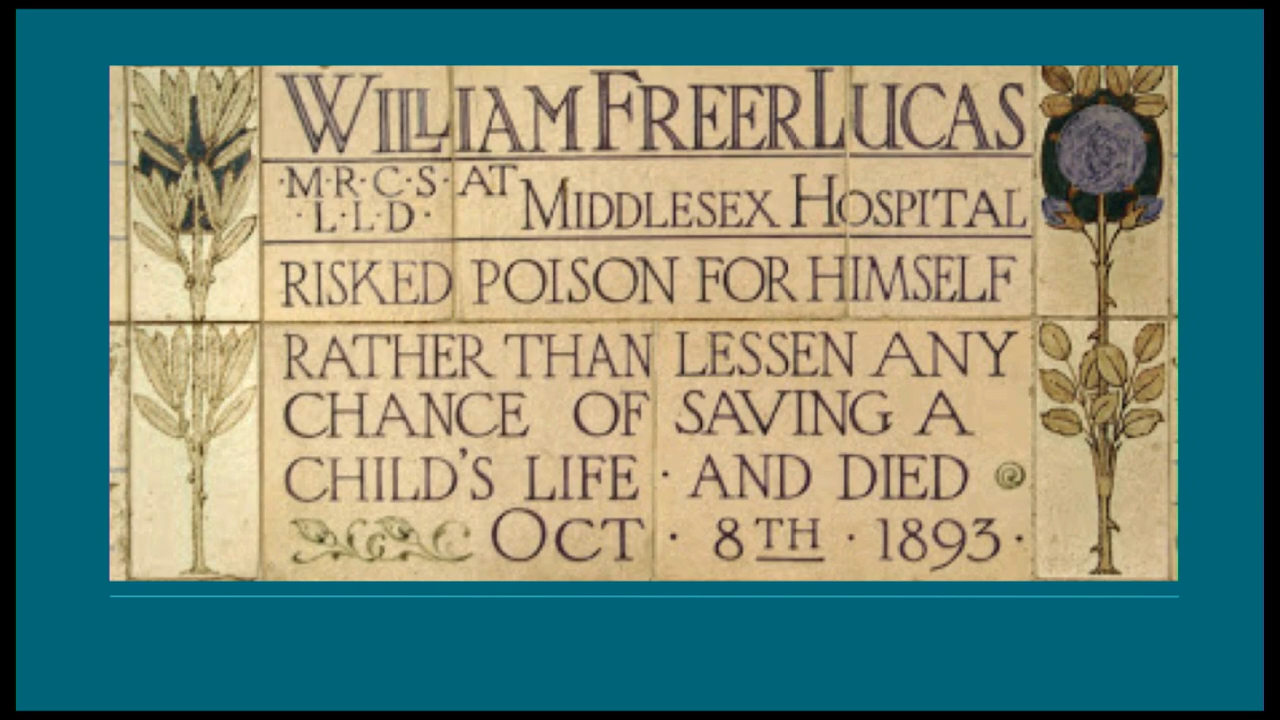 WILLIAM FREER LUCAS
·M·R·C·S· AT MIDDLESEX HOSPITAL
·L·L·D·
RISKED POISON FOR HIMSELF
RATHER THAN LESSEN ANY
CHANCE OF SAVING A
CHILD'S LIFE · AND DIED
OCT · 8TH · 1893 ·